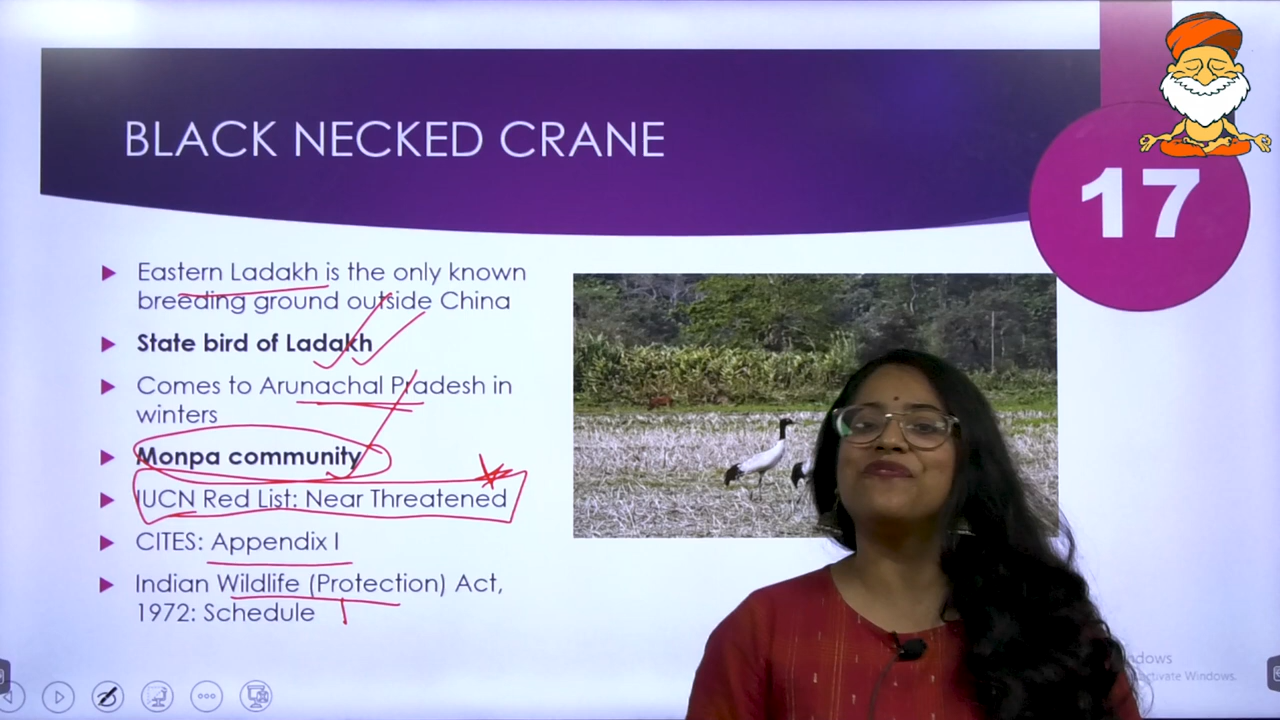 BLACK NECKED CRANE
17
Eastern Ladakh is the only known
breeding ground outside China
State bird of Ladakh
Comes to Arunachal Pradesh in
winters
Monpa community
IUCN Red List: Near Threatened
CITES: Appendix I
Indian Wildlife (Protection) Act,
1972: Schedule I
ndows
activate Windows.